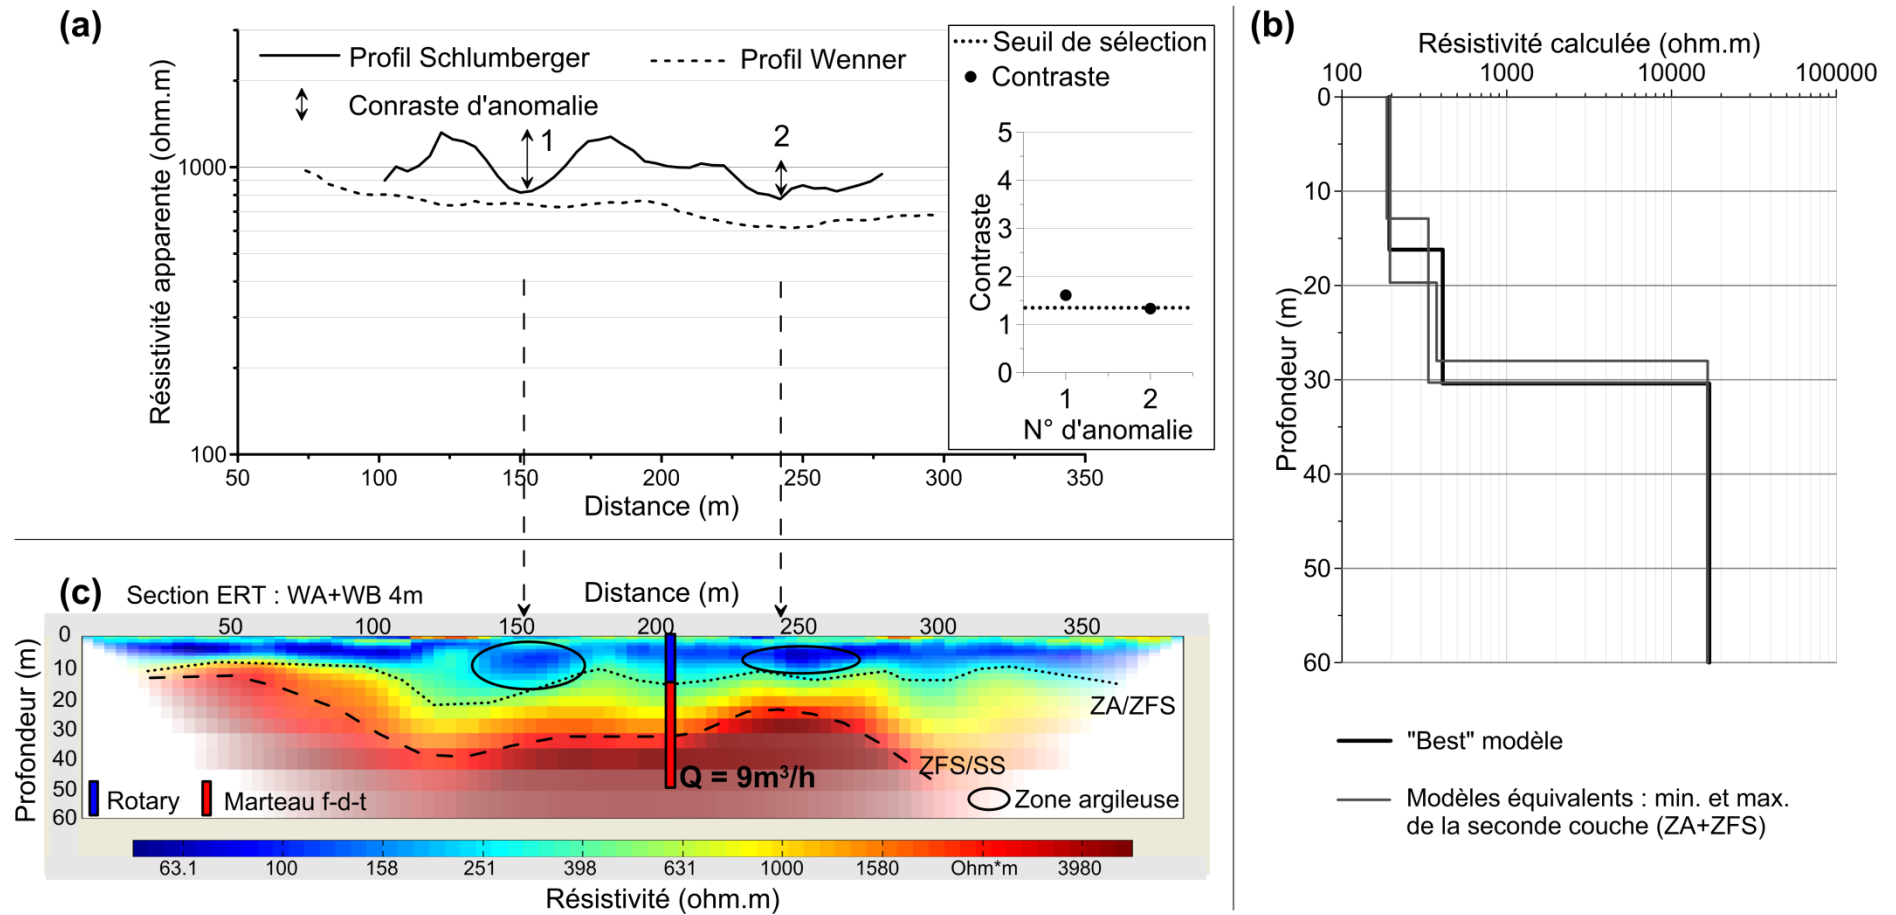 (a)
Profil Schlumberger
Profil Wenner
Conraste d'anomalie
1
2
Résistivité apparente (ohm.m)
1000
100
50
100
150
200
250
300
350
Distance (m)
Seuil de sélection
Contraste
5
4
3
2
1
0
Contraste
1
2
N° d'anomalie
(b)
Résistivité calculée (ohm.m)
100
1000
10000
100000
0
10
20
30
40
50
60
Profondeur (m)
"Best" modèle
Modèles équivalents : min. et max.
de la seconde couche (ZA+ZFS)
(c)
Section ERT : WA+WB 4m
Distance (m)
50
100
150
200
250
300
350
0
10
20
30
40
50
60
Profondeur (m)
ZA/ZFS
ZFS/SS
Q = 9m³/h
Rotary
Marteau f-d-t
Zone argileuse
63.1
100
158
251
398
631
1000
1580
Ohm*m
3980
Résistivité (ohm.m)